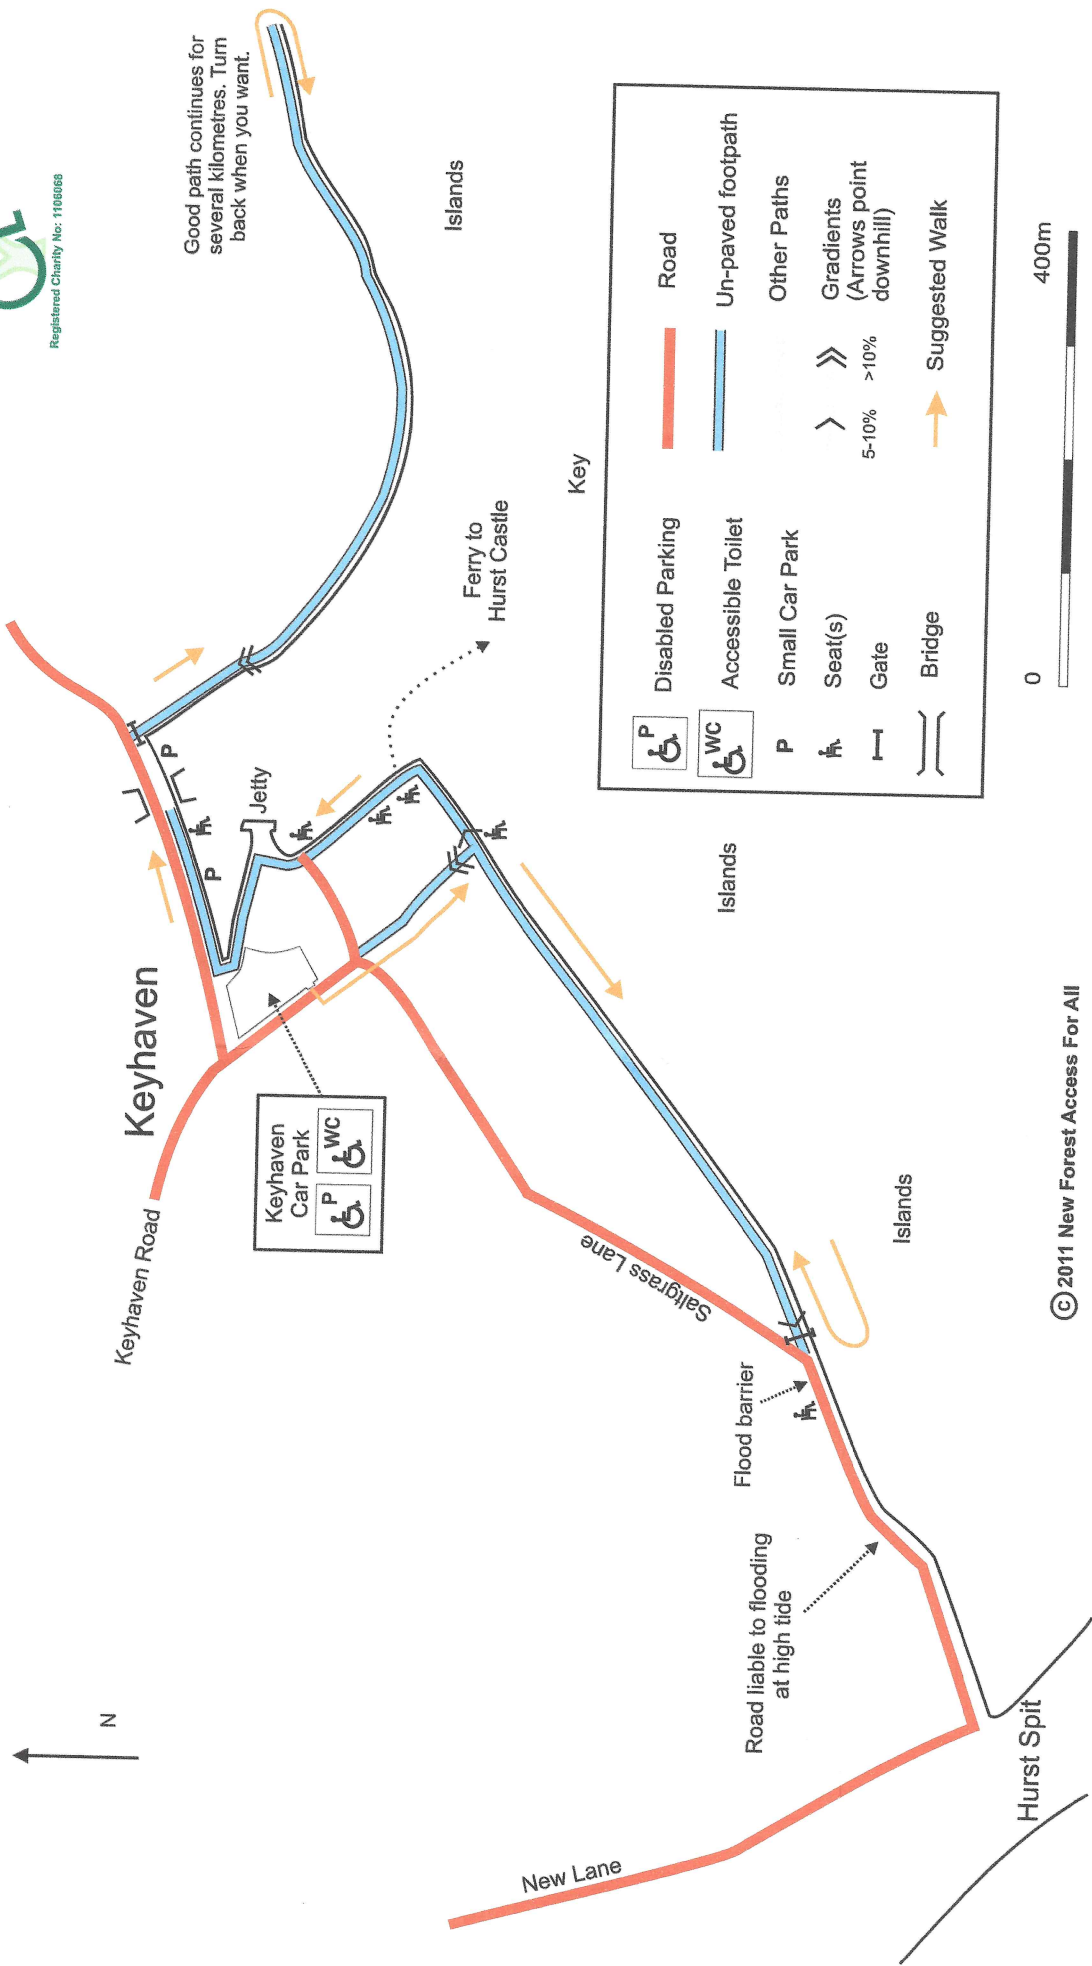 Registered Charity No: 1106068
Good path continues for
several kilometres. Turn
back when you want.
Islands
Keyhaven
Keyhaven Road
P
P
Jetty
Keyhaven
Car Park
P
WC
Ferry to
Hurst Castle
Saltgrass Lane
Islands
Islands
Flood barrier
Road liable to flooding
at high tide
New Lane
Hurst Spit
N
Key
P
Disabled Parking
WC
Accessible Toilet
P
Small Car Park
Seat(s)
Gate
Bridge
Road
Un-paved footpath
Other Paths
5-10%
>10%
Gradients
(Arrows point
downhill)
Suggested Walk
0
400m
© 2011 New Forest Access For All